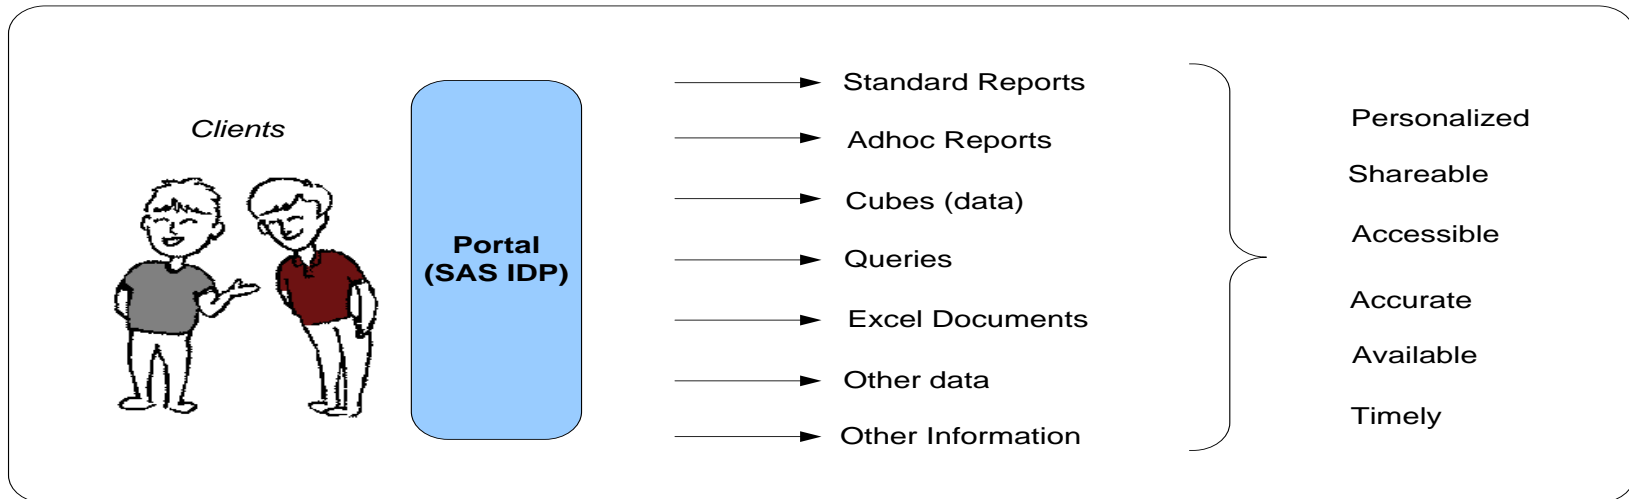 Clients
Portal
(SAS IDP)
Standard Reports
Adhoc Reports
Cubes (data)
Queries
Excel Documents
Other data
Other Information
Personalized
Shareable
Accessible
Accurate
Available
Timely